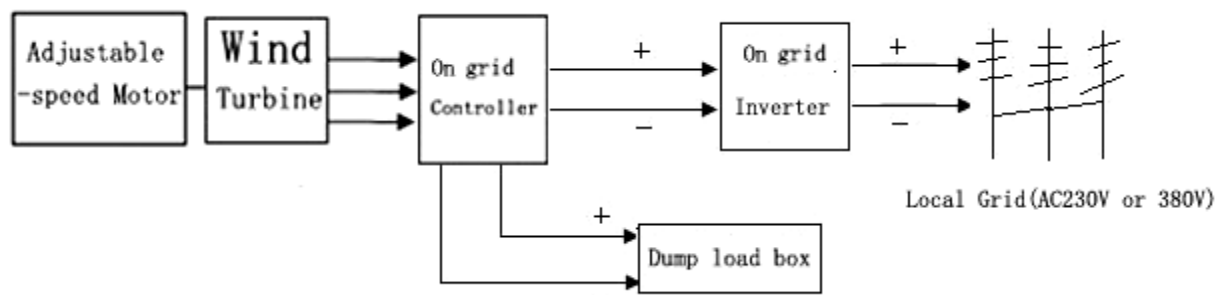 Adjustable
-speed Motor
Wind
Turbine
On grid
Controller
+
−
On grid
Inverter
+
−
Local Grid(AC230V or 380V)
+
Dump load box